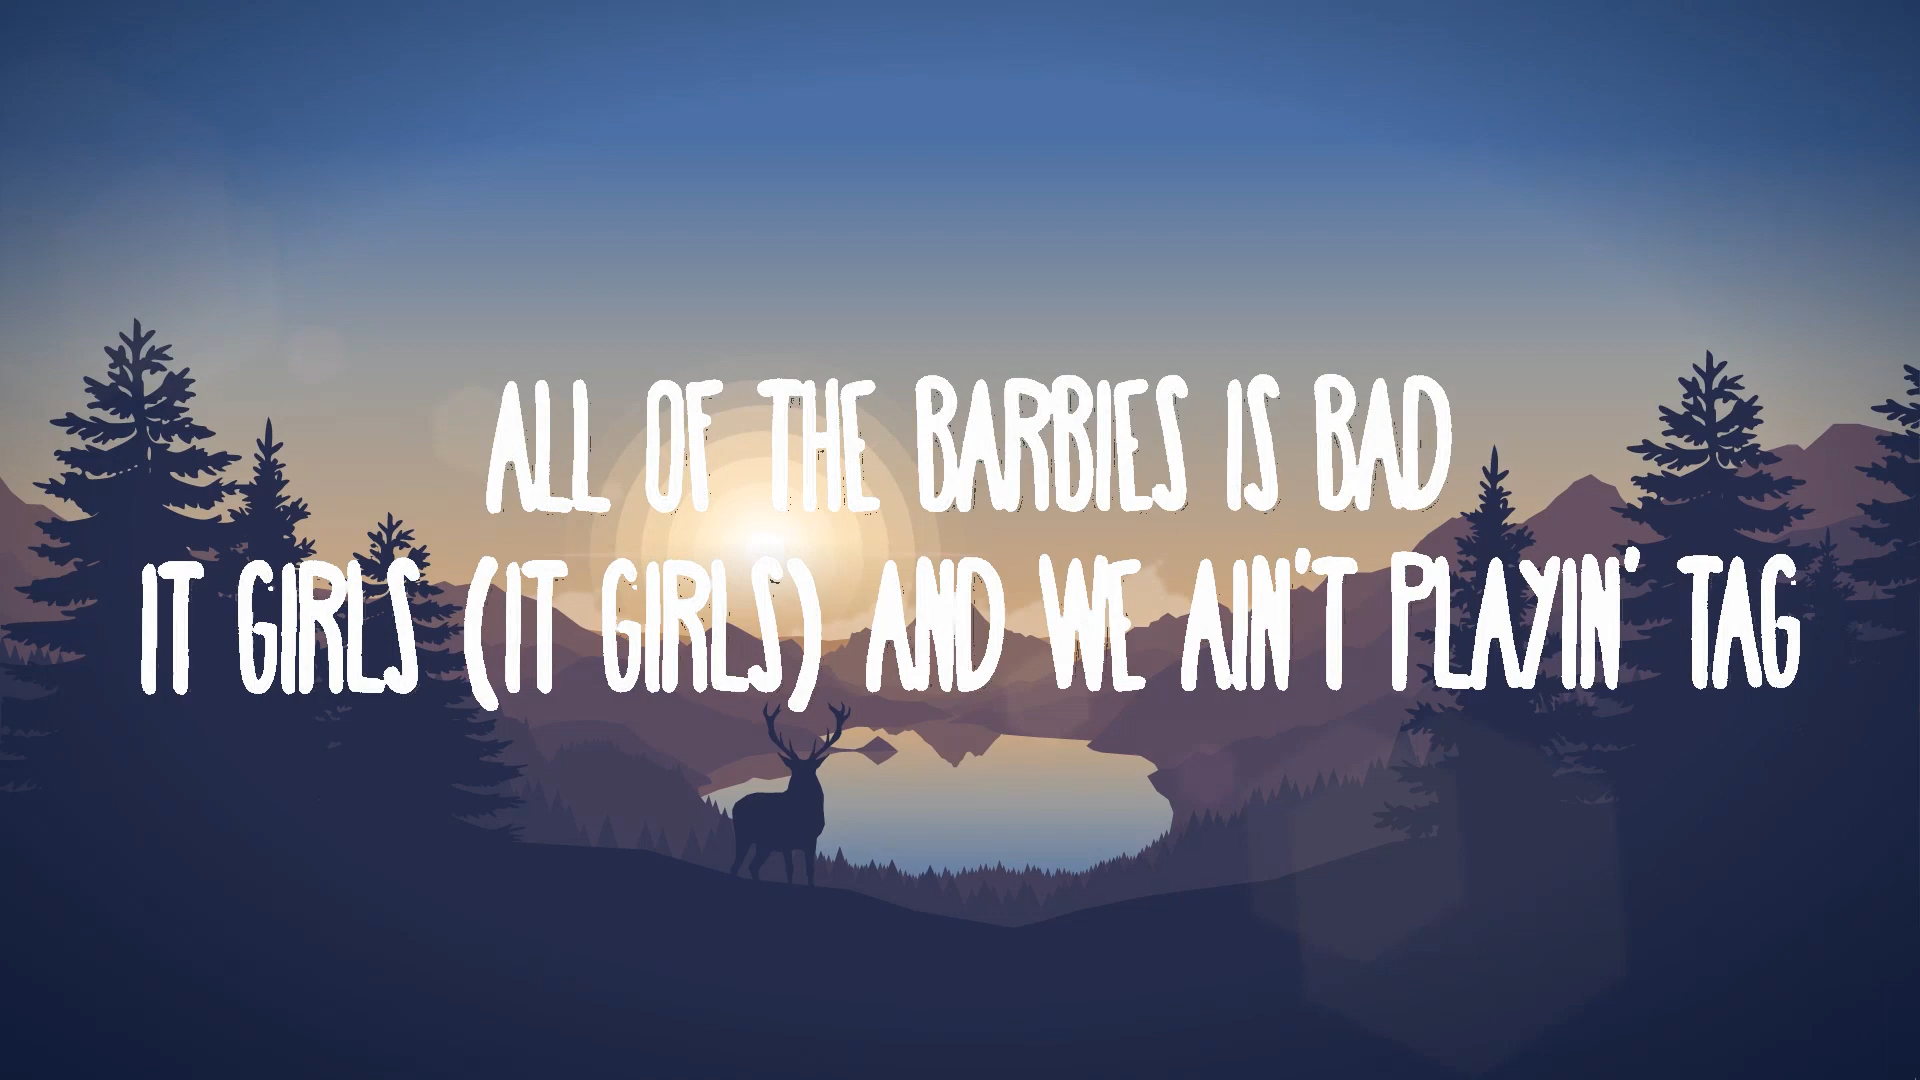 ALL OF THE BARBIES IS BAD
IT GIRLS (IT GIRLS) AND WE AIN'T PLAYIN' TAG